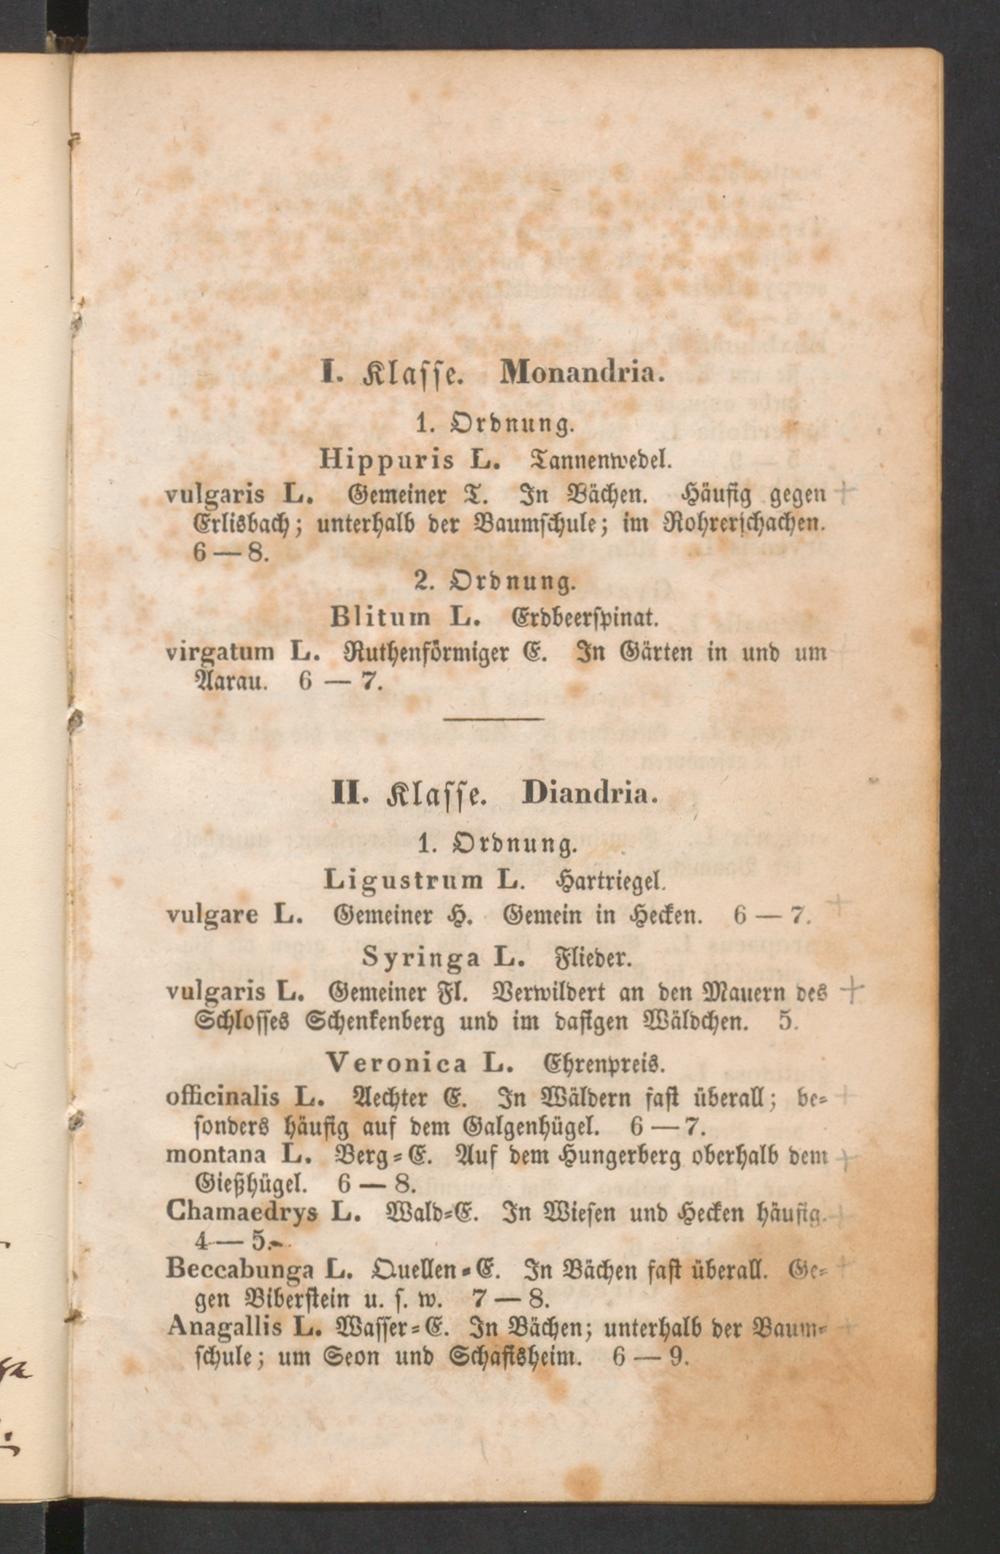 I. Klasse. Monandria.
1. Ordnung.
Hippuris L. Tannenwedel.
vulgaris L. Gemeiner T. In Bächen. Häufig gegen +
Erlisbach; unterhalb der Baumschule; im Rohrerschachen.
6 — 8.
2. Ordnung.
Blitum L. Erdbeerspinat.
virgatum L. Ruthenförmiger E. In Gärten in und um +
Aarau. 6 — 7.
II. Klasse. Diandria.
1. Ordnung.
Ligustrum L. Hartriegel.
vulgare L. Gemeiner H. Gemein in Hecken. 6 — 7. +
Syringa L. Flieder.
vulgaris L. Gemeiner Fl. Verwildert an den Mauern des +
Schlosses Schenkenberg und im dasigen Wäldchen. 5.
Veronica L. Ehrenpreis.
officinalis L. Aechter E. In Wäldern fast überall; be- +
sonders häufig auf dem Galgenhügel. 6 — 7.
montana L. Berg-E. Auf dem Hungerberg oberhalb dem +
Gießhügel. 6 — 8.
Chamaedrys L. Wald-E. In Wiesen und Hecken häufig. +
4 — 5.
Beccabunga L. Quellen-E. In Bächen fast überall. Ge- +
gen Biberstein u. s. w. 7 — 8.
Anagallis L. Wasser-E. In Bächen; unterhalb der Baum- +
schule; um Seon und Schafisheim. 6 — 9.